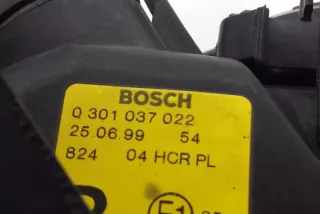 BOSCH
0 301 037 022
25.06.99 54
824 04 HCR PL
E1